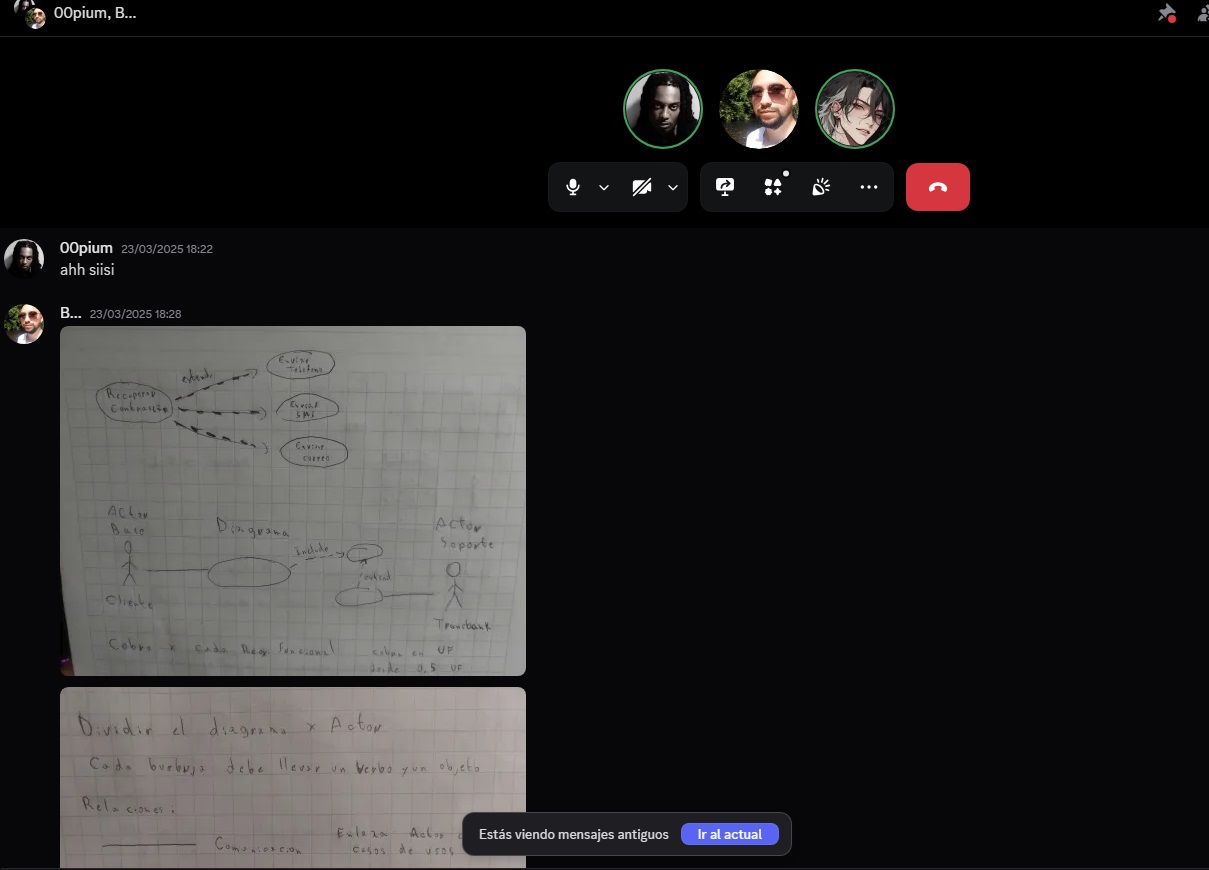 00pium, B...
00pium 23/03/2025 18:22
ahh siisi
B... 23/03/2025 18:28
Enviar
Telefono
extend
Recuperar
Contraseña
Enviar
SMS
Enviar
correo
Actor
Base
Diagrama
Actor
Soporte
Include
extend
Cliente
Transbank
Cobro x cada Req funcional
cobrar en UF
desde 0,5 UF
Dividir el diagrama x Actor
Cada burbuja debe llevar un Verbo y un objeto
Relaciones:
Comunicacion
Enlaza Actor
casos de usos
Estás viendo mensajes antiguos
Ir al actual